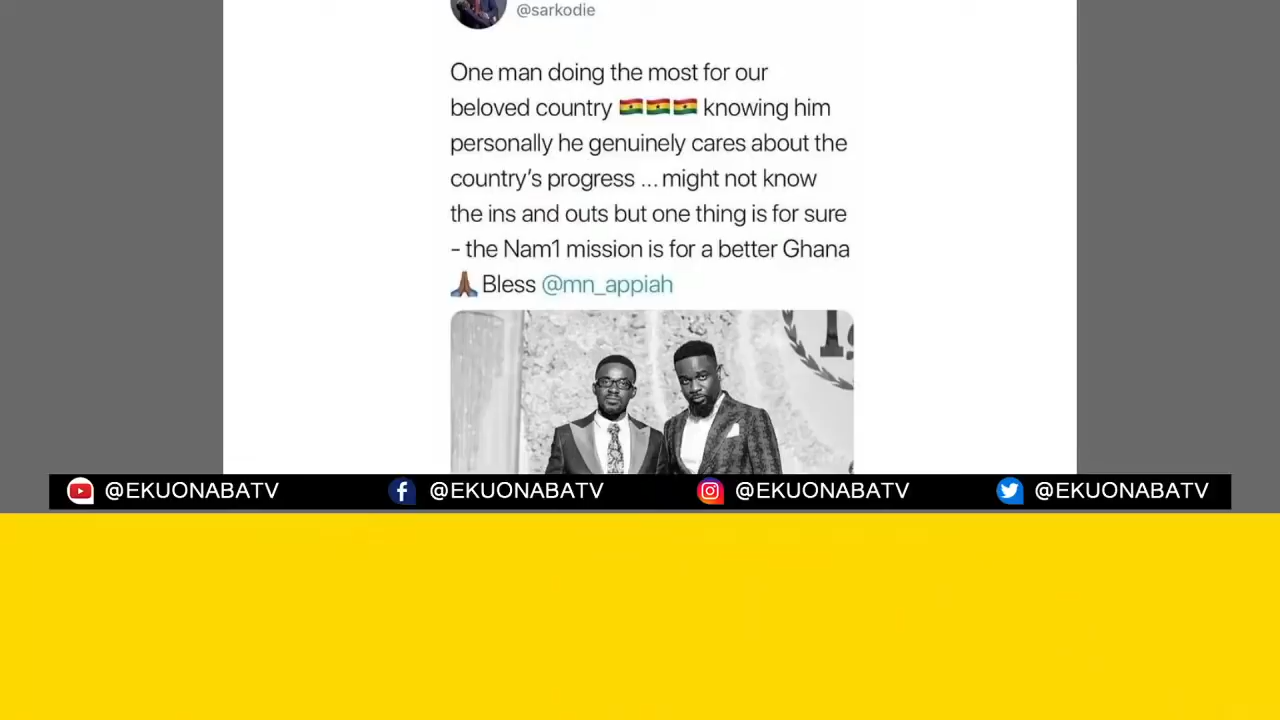 @sarkodie
One man doing the most for our
beloved country 🇬🇭🇬🇭🇬🇭 knowing him
personally he genuinely cares about the
country's progress ... might not know
the ins and outs but one thing is for sure
- the Nam1 mission is for a better Ghana
🙏🏾 Bless @mn_appiah
@EKUONABATV @EKUONABATV @EKUONABATV @EKUONABATV